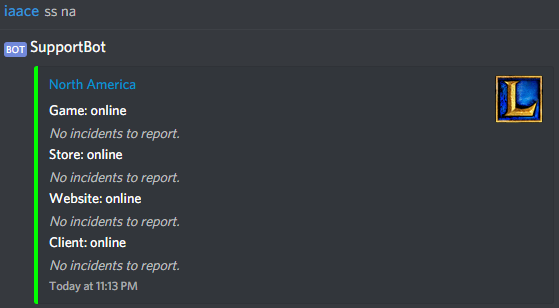 iaace ss na
BOT SupportBot
North America
L
Game: online
No incidents to report.
Store: online
No incidents to report.
Website: online
No incidents to report.
Client: online
No incidents to report.
Today at 11:13 PM